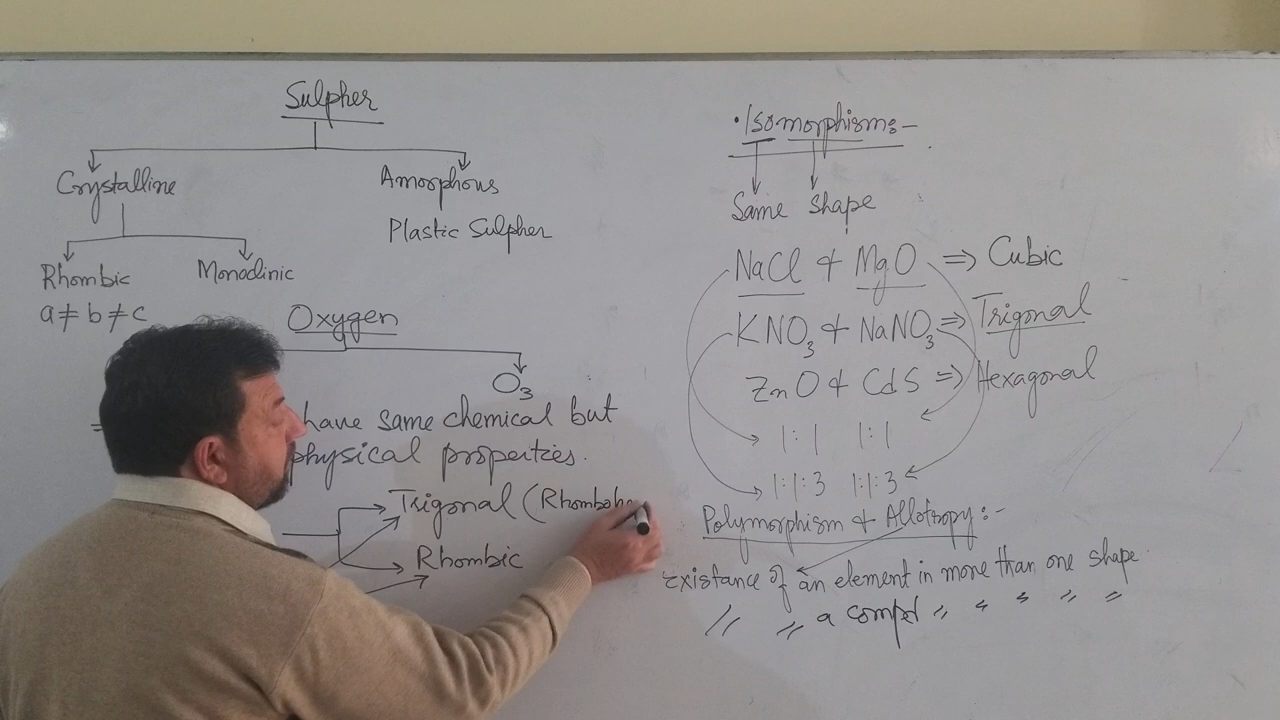 Sulpher
Crystalline
Amorphous
Plastic Sulpher
Rhombic
Monoclinic
a ≠ b ≠ c
Oxygen
O₃
=
have same chemical but
physical properties.
Trigonal (Rhomboh
Rhombic
• Isomorphism:-
Same shape
NaCl + MgO ⇒ Cubic
KNO₃ + NaNO₃ ⇒ Trigonal
ZnO + CdS ⇒ Hexagonal
1:1 1:1
1:1:3 1:1:3
Polymorphism + Allotropy:-
Existance of an element in more than one shape.
〃 〃 a compd 〃 〃 〃 〃 〃